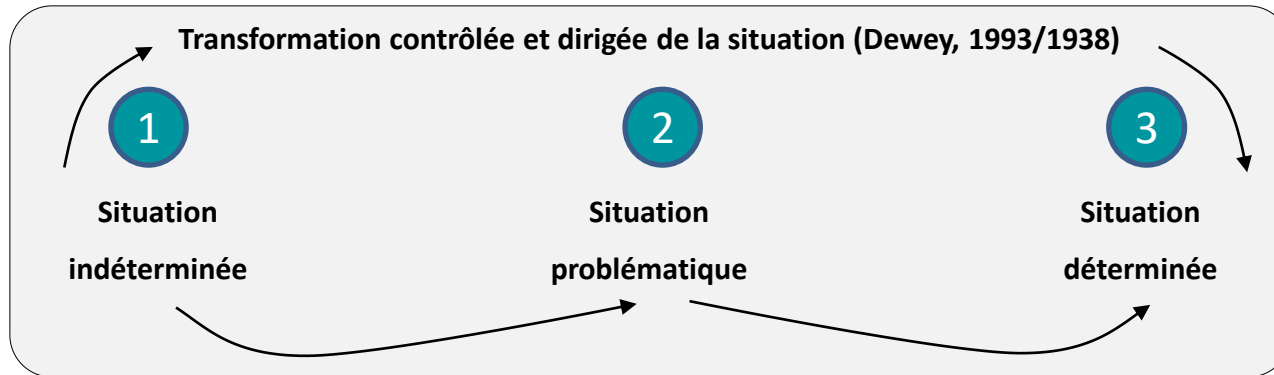 Transformation contrôlée et dirigée de la situation (Dewey, 1993/1938)
1
2
3
Situation
indéterminée
Situation
problématique
Situation
déterminée